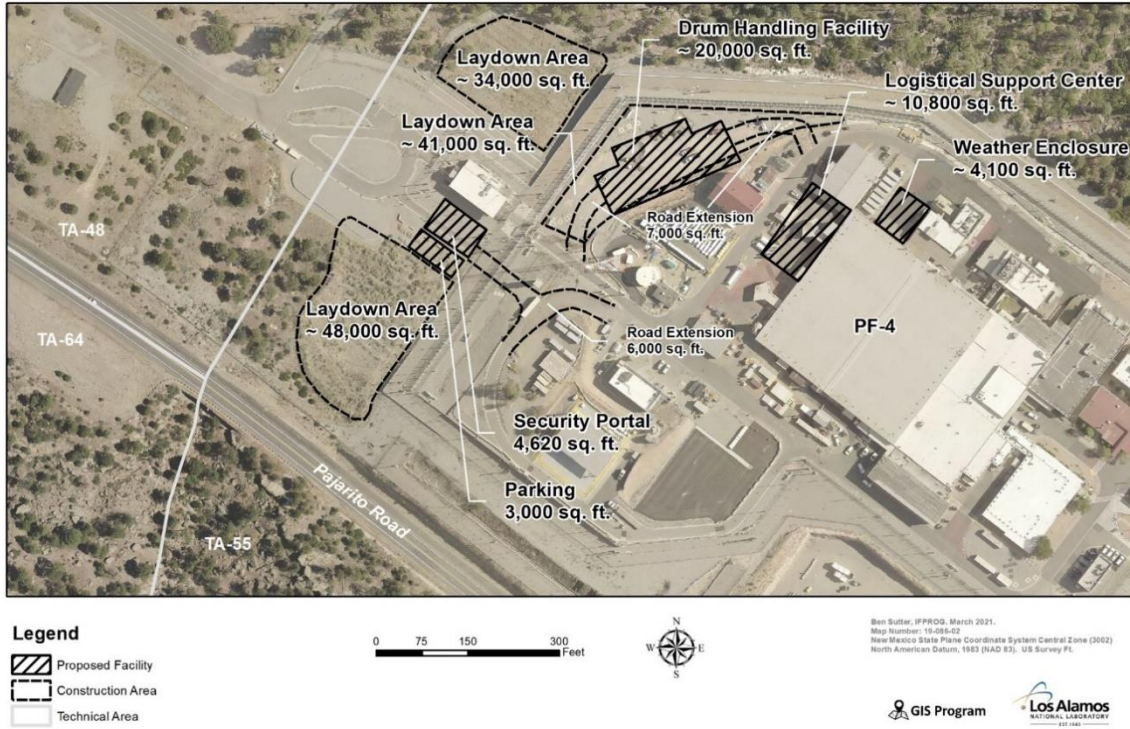 Drum Handling Facility
~ 20,000 sq. ft.
Laydown Area
~ 34,000 sq. ft.
Logistical Support Center
~ 10,800 sq. ft.
Laydown Area
~ 41,000 sq. ft.
Weather Enclosure
~ 4,100 sq. ft.
Road Extension
7,000 sq. ft.
TA-48
Laydown Area
~ 48,000 sq. ft.
TA-64
Road Extension
6,000 sq. ft.
PF-4
Security Portal
4,620 sq. ft.
Parking
3,000 sq. ft.
Pajarito Road
TA-55
Legend
Proposed Facility
Construction Area
Technical Area
0 75 150 300
Feet
N
W E
S
Ben Sutter, IFPROG. March 2021.
Map Number: 19-086-02
New Mexico State Plane Coordinate System Central Zone (3002)
North American Datum, 1983 (NAD 83). US Survey Ft.
GIS Program
Los Alamos
NATIONAL LABORATORY
EST. 1943